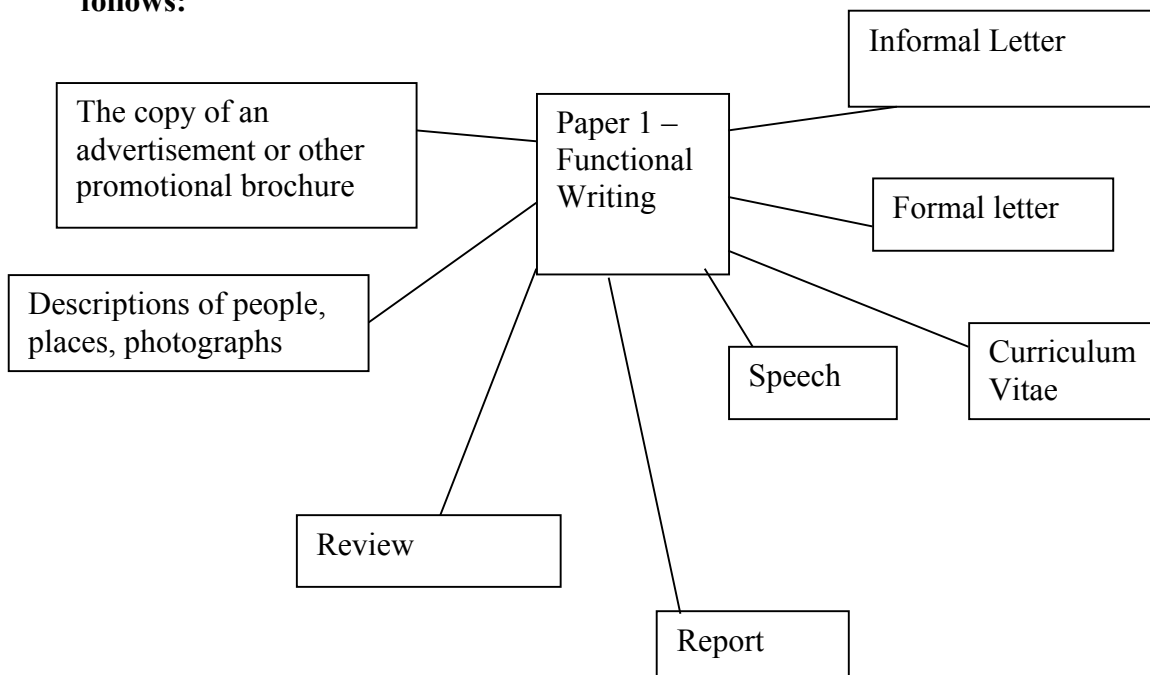 follows:
Informal Letter
The copy of an
advertisement or other
promotional brochure
Paper 1 –
Functional
Writing
Formal letter
Descriptions of people,
places, photographs
Speech
Curriculum
Vitae
Review
Report